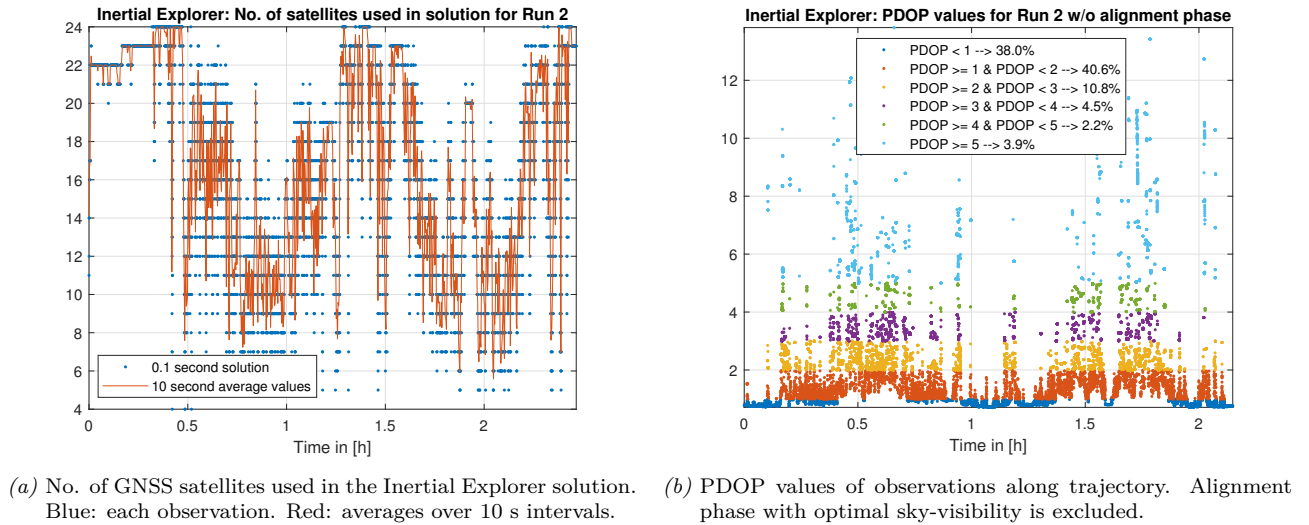 Inertial Explorer: No. of satellites used in solution for Run 2
24
22
20
18
16
14
12
10
8
6
4
0.1 second solution
10 second average values
0
0.5
1
1.5
2
Time in [h]
(a) No. of GNSS satellites used in the Inertial Explorer solution.
Blue: each observation. Red: averages over 10 s intervals.
Inertial Explorer: PDOP values for Run 2 w/o alignment phase
PDOP < 1 --> 38.0%
PDOP >= 1 & PDOP < 2 --> 40.6%
PDOP >= 2 & PDOP < 3 --> 10.8%
PDOP >= 3 & PDOP < 4 --> 4.5%
PDOP >= 4 & PDOP < 5 --> 2.2%
PDOP >= 5 --> 3.9%
12
10
8
6
4
2
0
0.5
1
1.5
2
Time in [h]
(b) PDOP values of observations along trajectory. Alignment
phase with optimal sky-visibility is excluded.